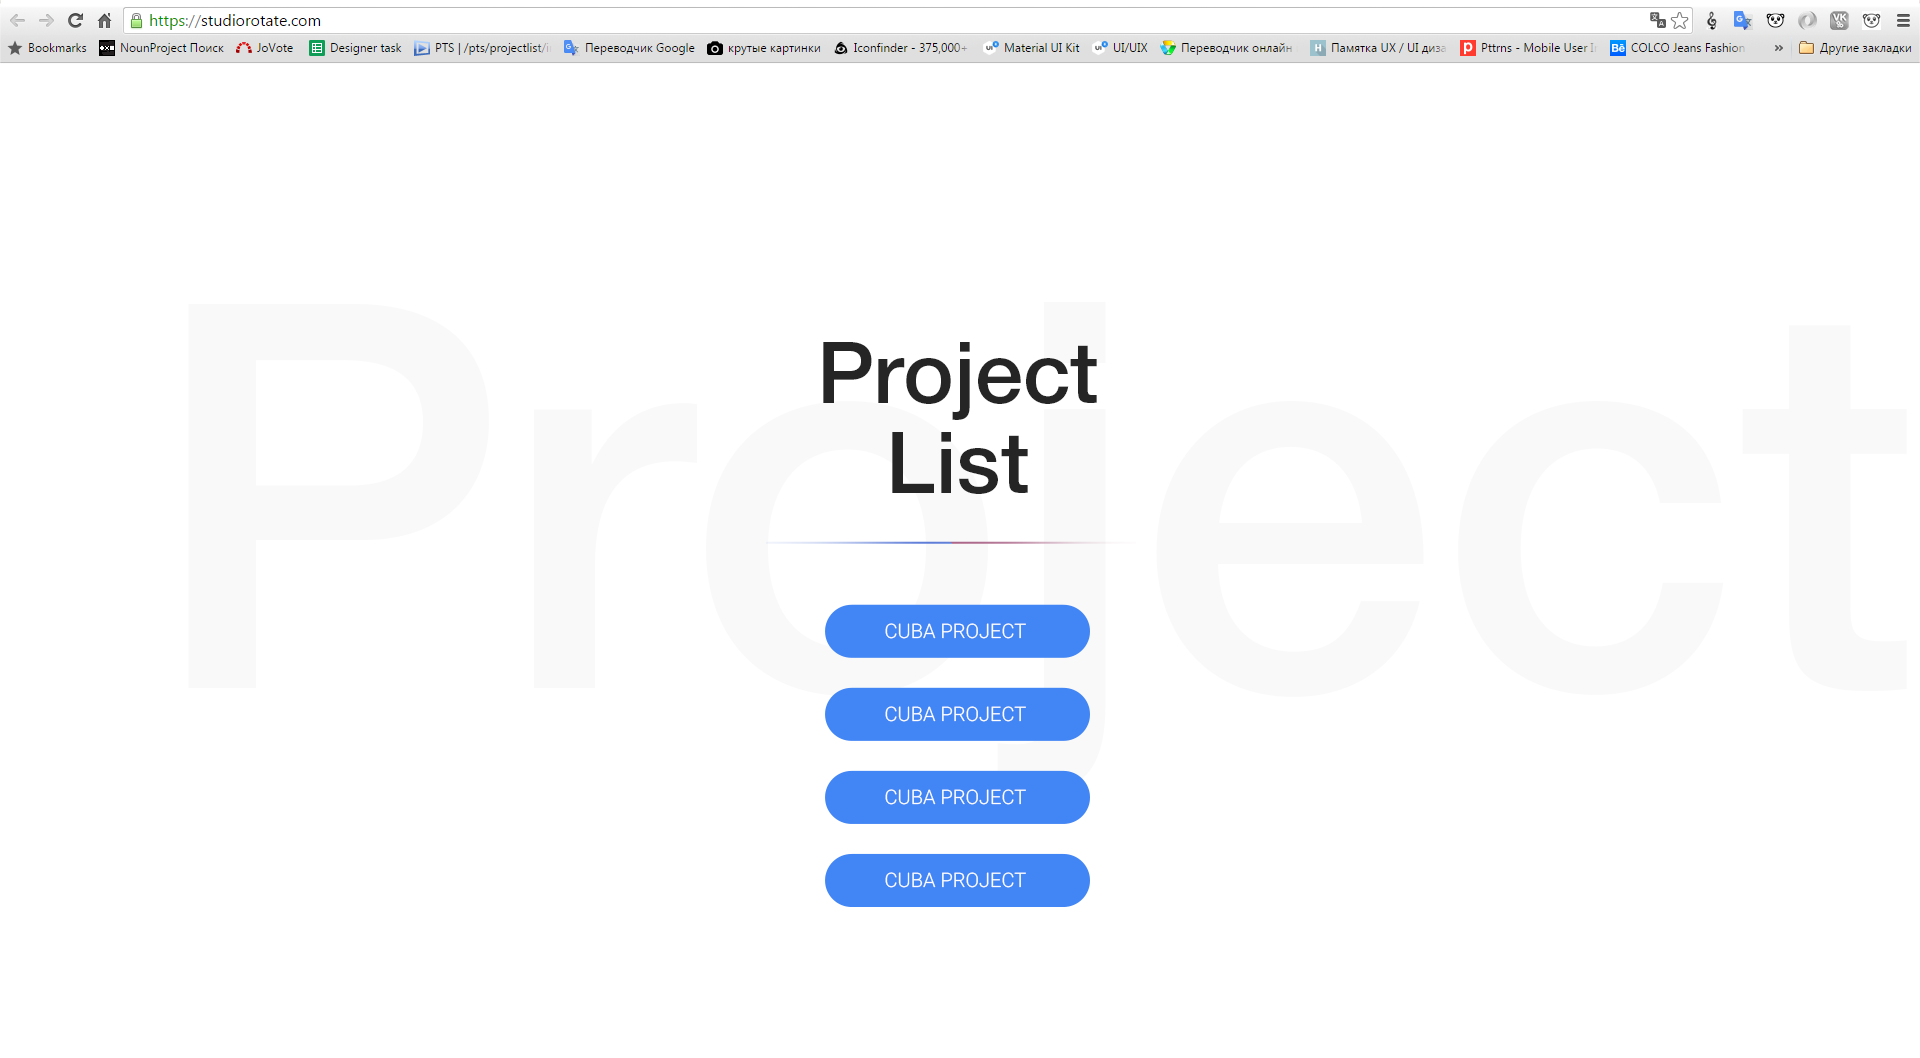 https://studiorotate.com
Bookmarks NounProject Поиск JoVote Designer task PTS | /pts/projectlist/i Переводчик Google крутые картинки Iconfinder - 375,000+ Material UI Kit UI/UIX Переводчик онлайн Памятка UX / UI диза Pttrns - Mobile User I COLCO Jeans Fashion » Другие закладки
Project
Project
List
CUBA PROJECT
CUBA PROJECT
CUBA PROJECT
CUBA PROJECT